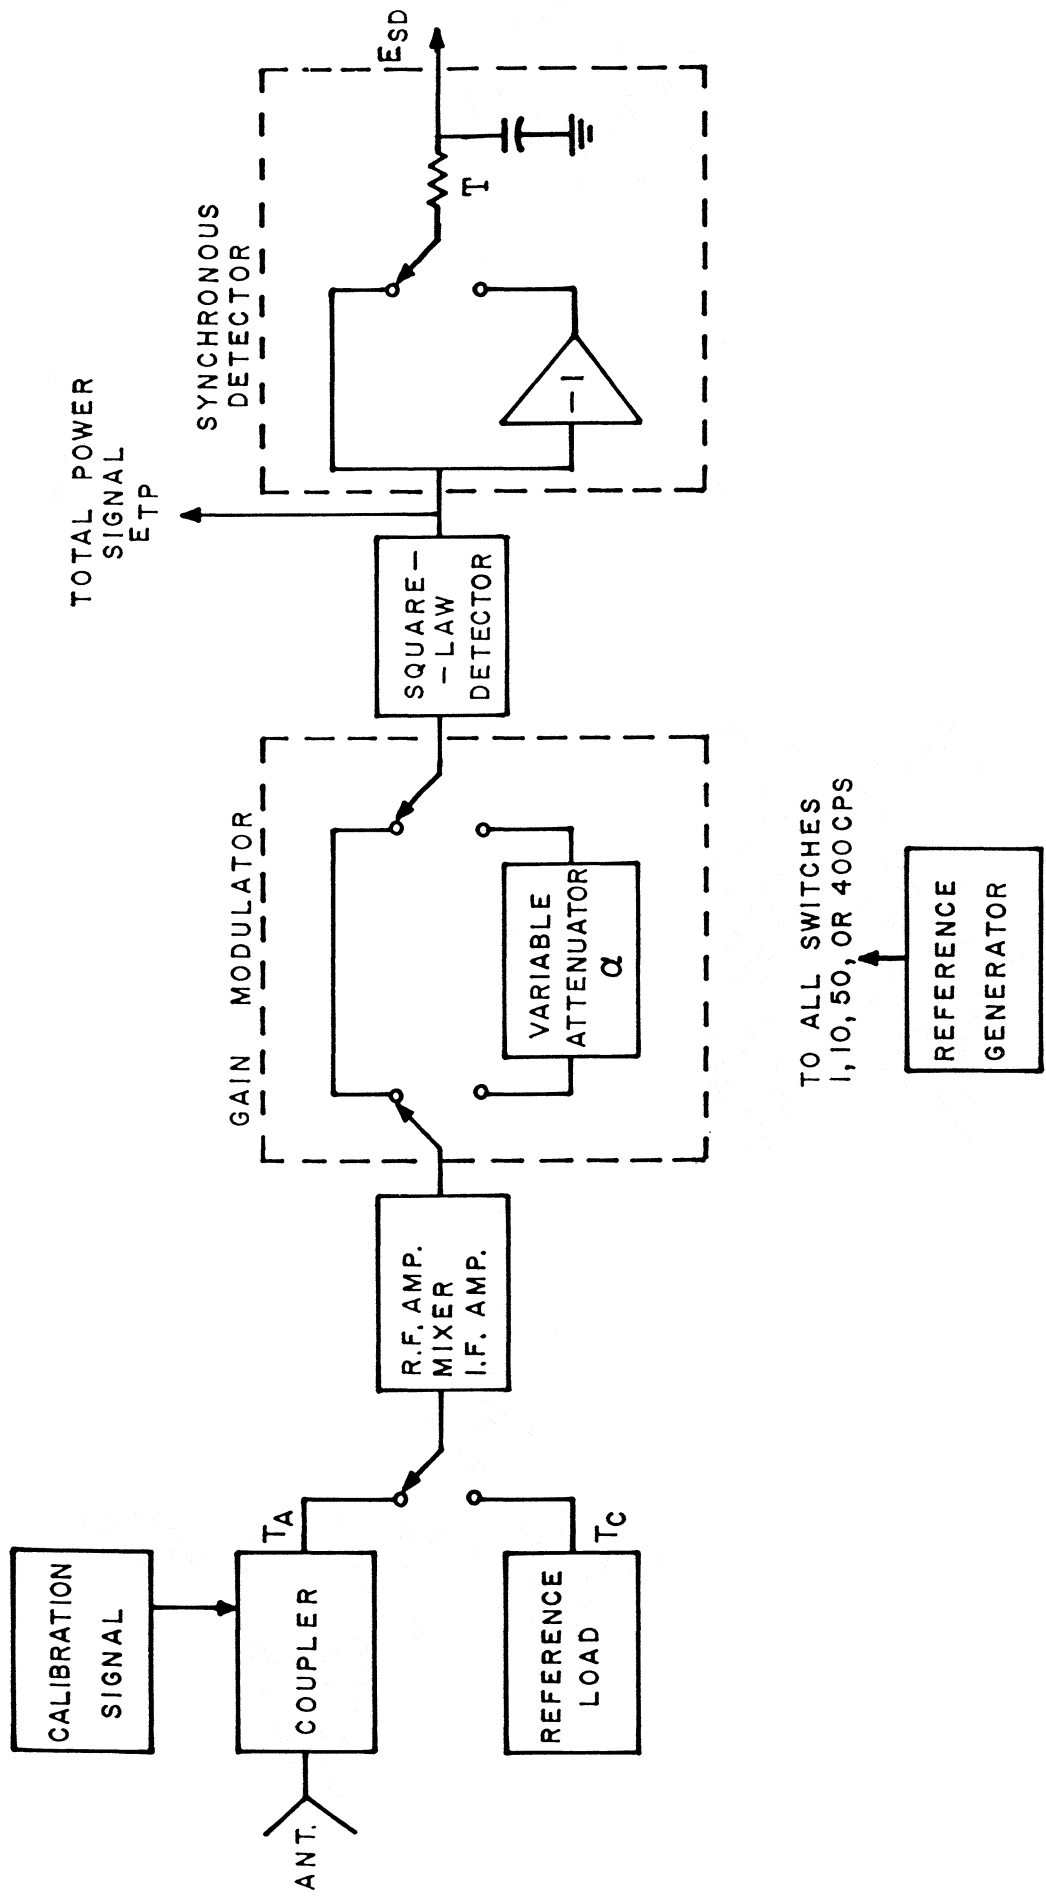 CALIBRATION
SIGNAL
ANT.
COUPLER
TA
REFERENCE
LOAD
TC
R.F. AMP.
MIXER
I.F. AMP.
GAIN MODULATOR
VARIABLE
ATTENUATOR
α
SQUARE-
-LAW
DETECTOR
TOTAL POWER
SIGNAL
ETP
SYNCHRONOUS
DETECTOR
-1
T
ESD
TO ALL SWITCHES
1, 10, 50, OR 400 CPS
REFERENCE
GENERATOR